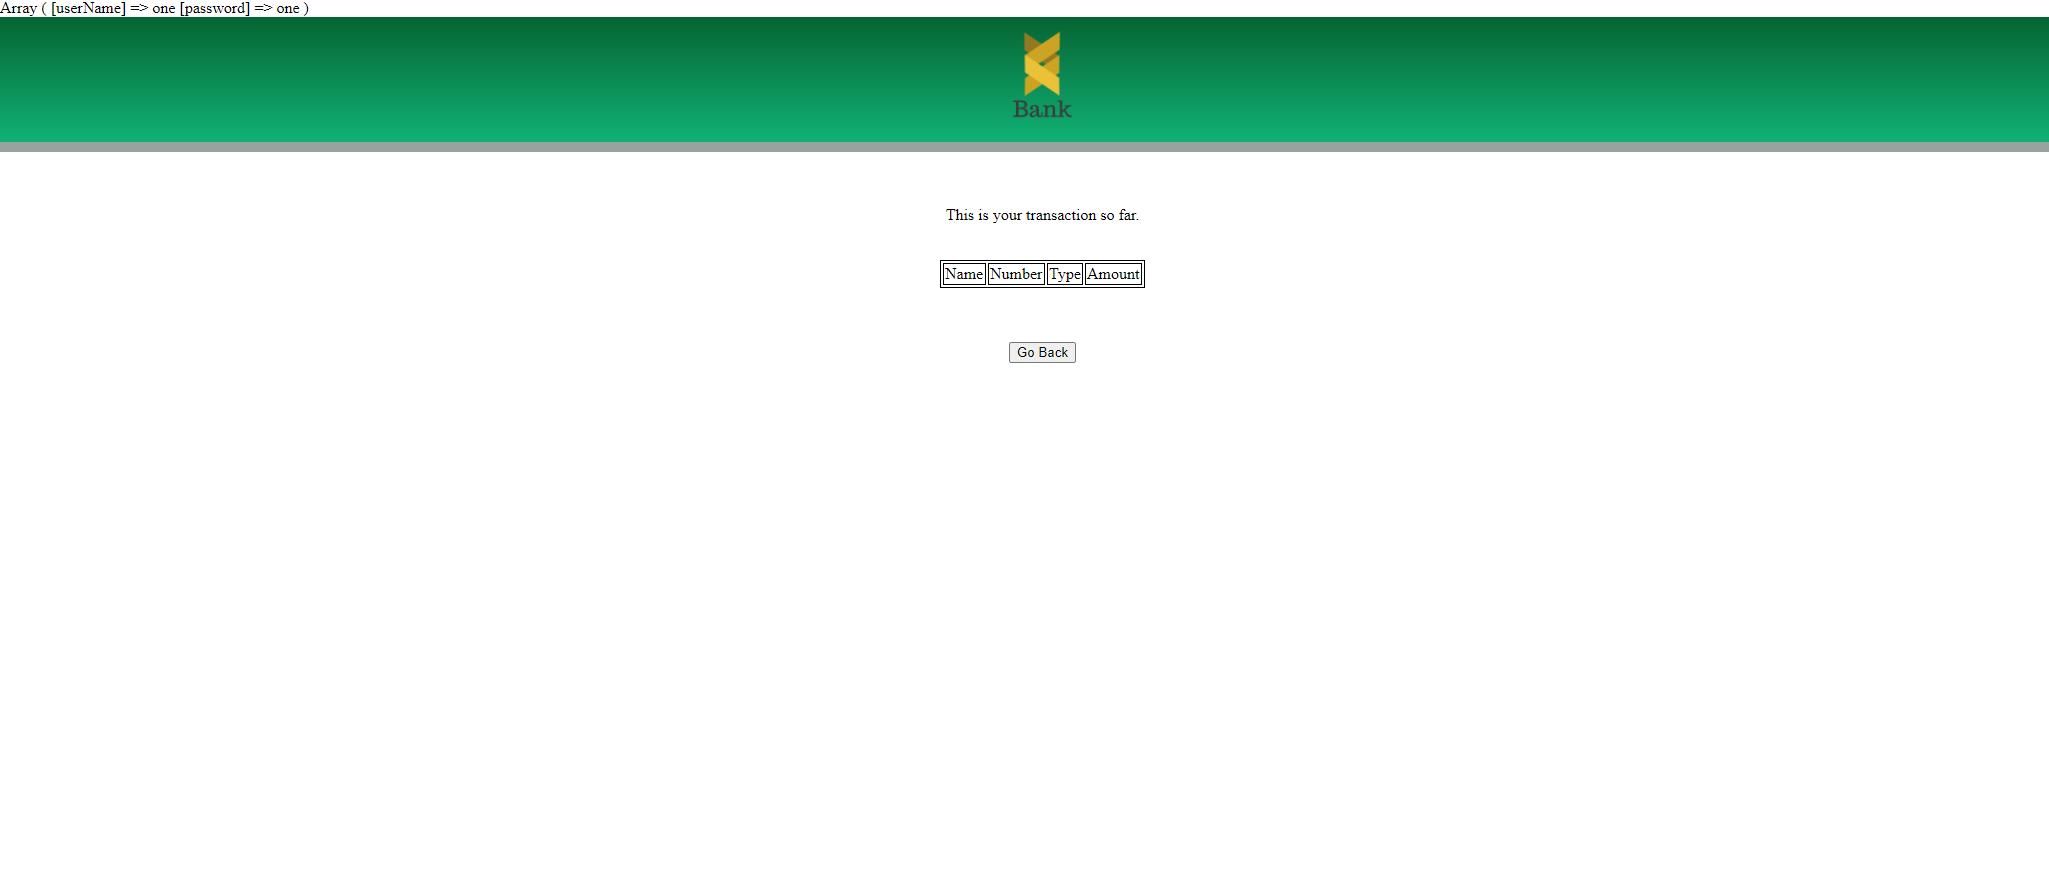 Array ( [userName] => one [password] => one )
Bank
This is your transaction so far.
Name Number Type Amount
Go Back